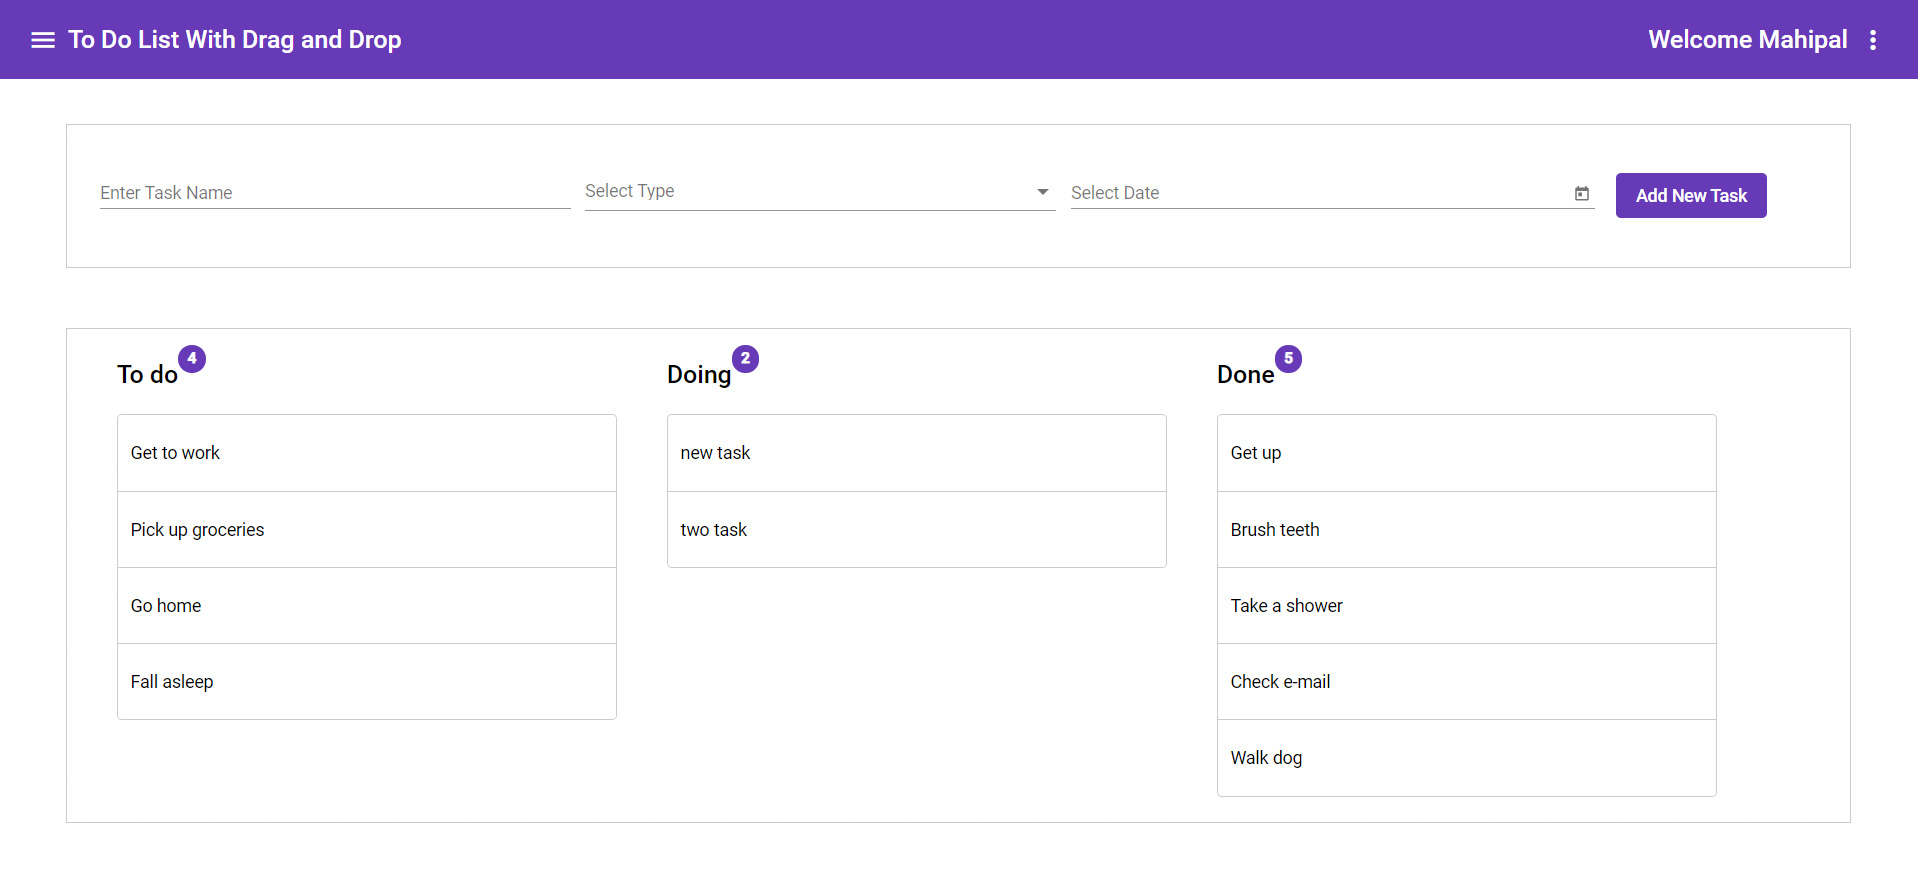 To Do List With Drag and Drop
Welcome Mahipal
Enter Task Name
Select Type
Select Date
Add New Task
To do 4
Get to work
Pick up groceries
Go home
Fall asleep
Doing 2
new task
two task
Done 5
Get up
Brush teeth
Take a shower
Check e-mail
Walk dog